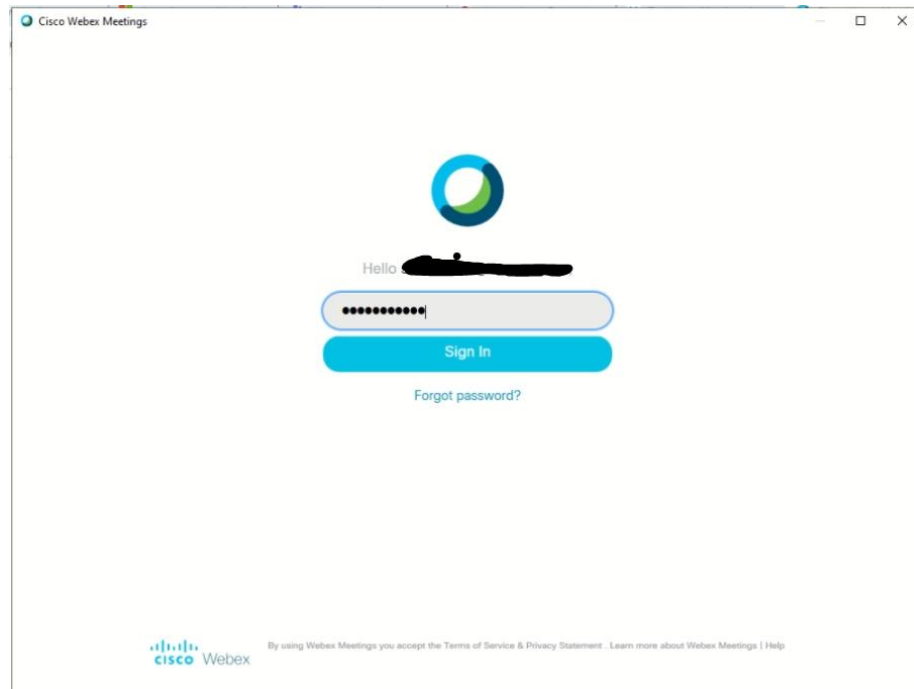 Cisco Webex Meetings
Hello
•••••••••••
Sign In
Forgot password?
cisco Webex
By using Webex Meetings you accept the Terms of Service & Privacy Statement . Learn more about Webex Meetings | Help